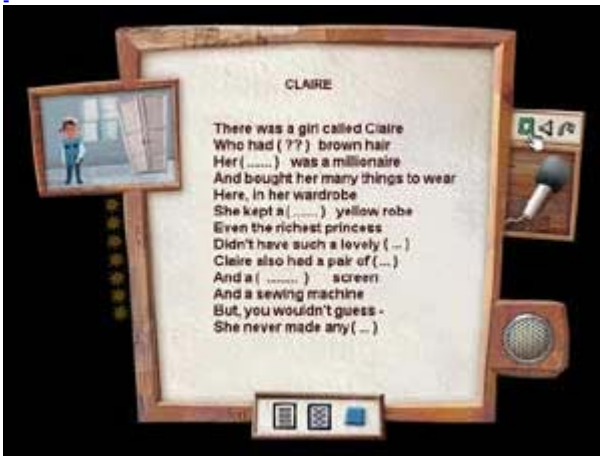 CLAIRE
There was a girl called Claire
Who had ( ?? ) brown hair
Her ( ...... ) was a millionaire
And bought her many things to wear
Here, in her wardrobe
She kept a ( ...... ) yellow robe
Even the richest princess
Didn't have such a lovely ( ... )
Claire also had a pair of ( ... )
And a ( ........ ) screen
And a sewing machine
But, you wouldn't guess -
She never made any ( ... )